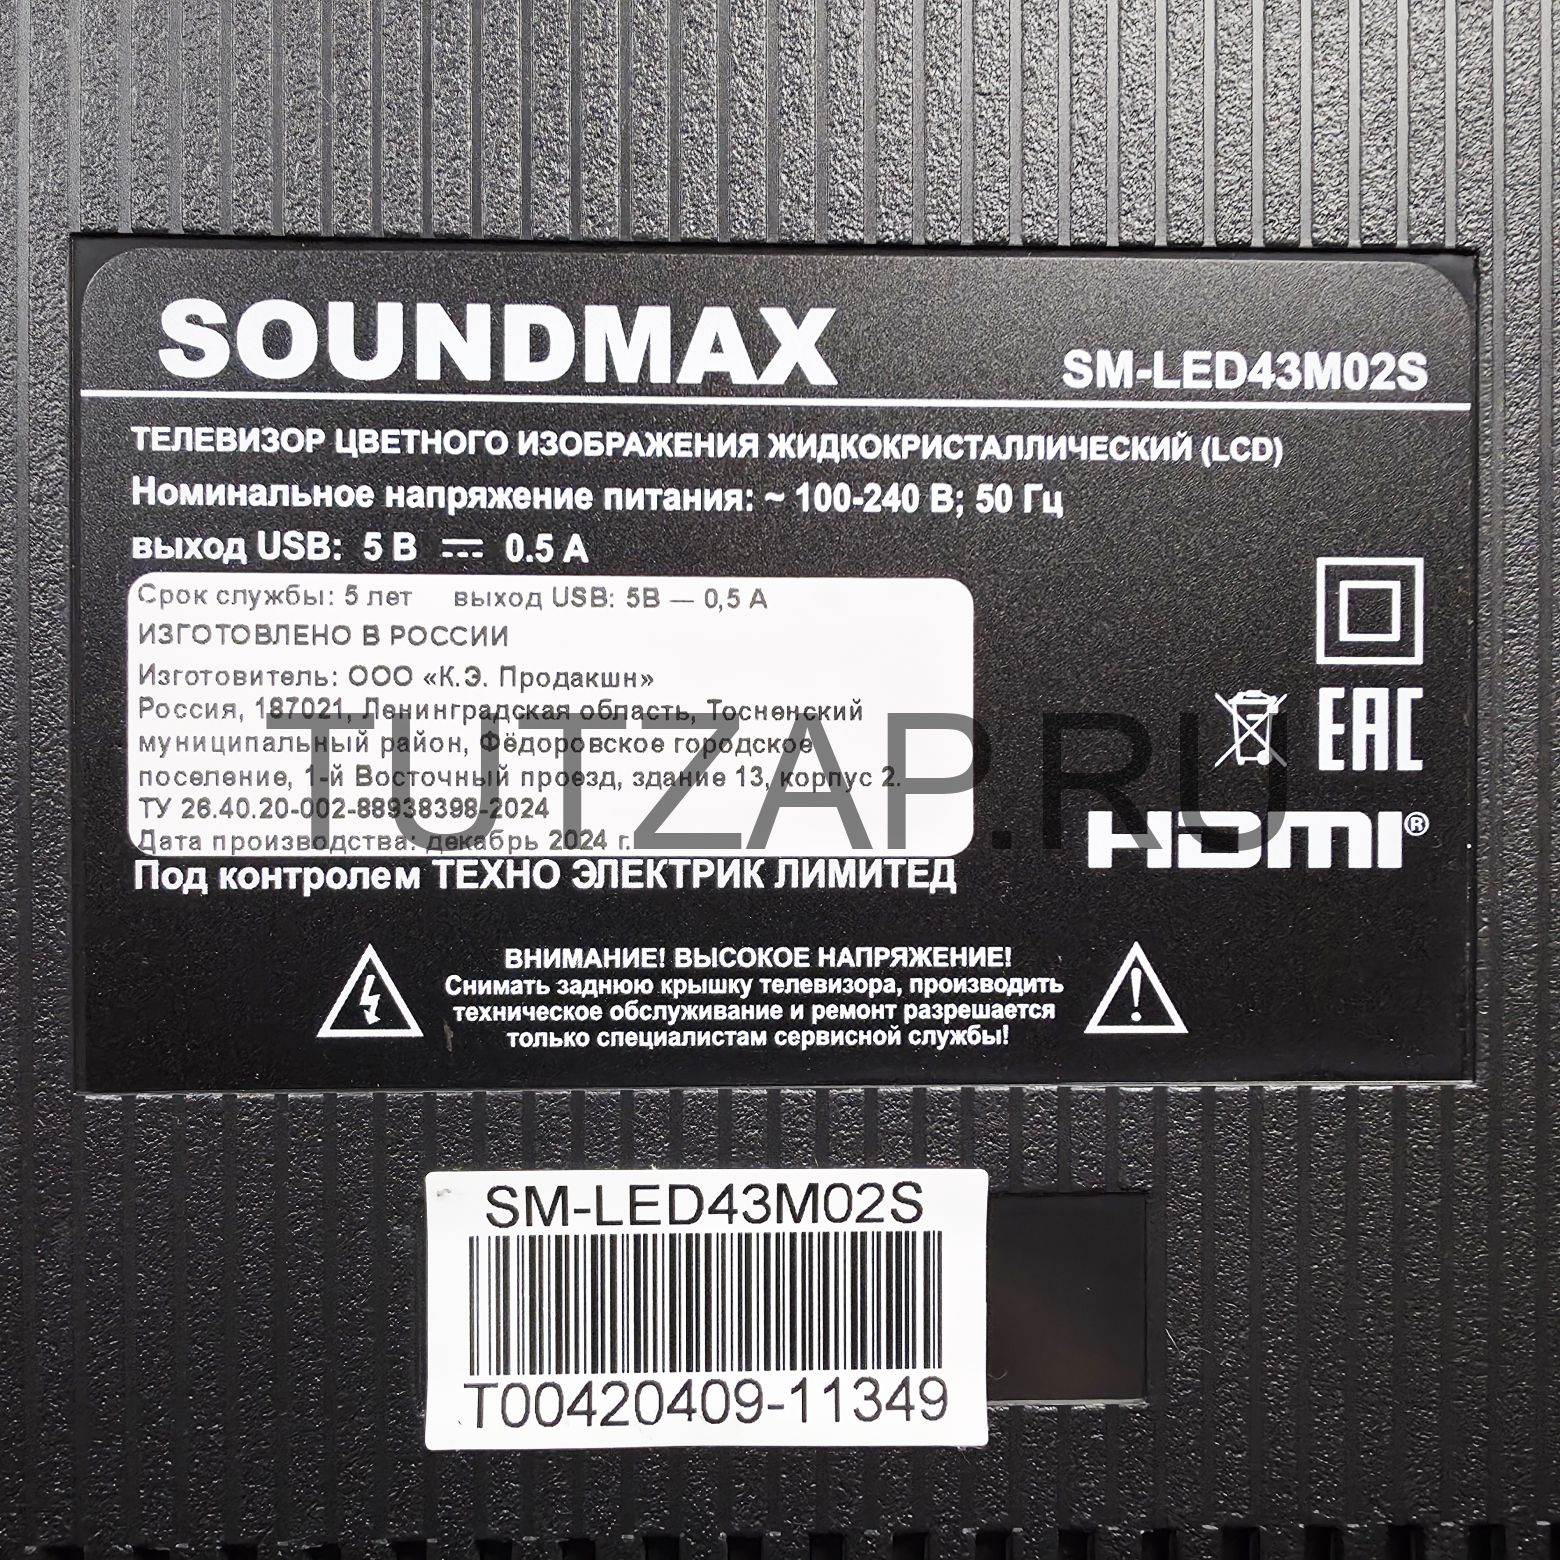 SOUNDMAX
SM-LED43M02S
ТЕЛЕВИЗОР ЦВЕТНОГО ИЗОБРАЖЕНИЯ ЖИДКОКРИСТАЛЛИЧЕСКИЙ (LCD)
Номинальное напряжение питания: ~ 100-240 В; 50 Гц
выход USB: 5 В ⎓ 0.5 А
Срок службы: 5 лет выход USB: 5В — 0,5 А
ИЗГОТОВЛЕНО В РОССИИ
Изготовитель: ООО «К.Э. Продакшн»
Россия, 187021, Ленинградская область, Тосненский
муниципальный район, Фёдоровское городское
поселение, 1-й Восточный проезд, здание 13, корпус 2.
ТУ 26.40.20-002-88938398-2024
Дата производства: декабрь 2024 г.
Под контролем ТЕХНО ЭЛЕКТРИК ЛИМИТЕД
EAC
HDMI®
TUTZAP.RU
ВНИМАНИЕ! ВЫСОКОЕ НАПРЯЖЕНИЕ!
Снимать заднюю крышку телевизора, производить
техническое обслуживание и ремонт разрешается
только специалистам сервисной службы!
SM-LED43M02S
T00420409-11349